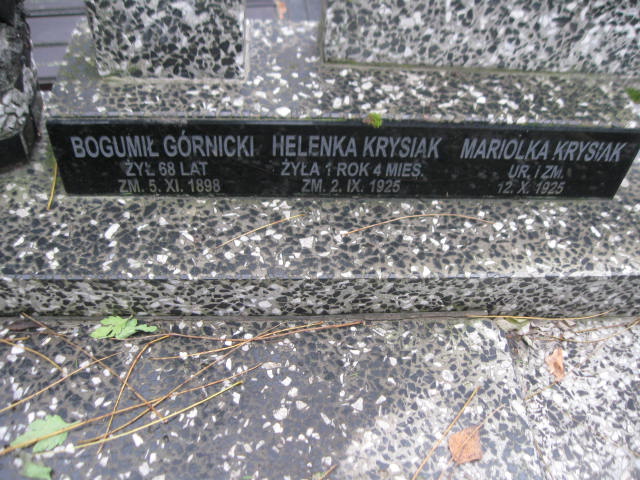 BOGUMIŁ GÓRNICKI
ŻYŁ 68 LAT
ZM. 5. XI. 1898
HELENKA KRYSIAK
ŻYŁA 1 ROK 4 MIES.
ZM. 2. IX. 1925
MARIOLKA KRYSIAK
UR. i ZM.
12. X. 1925